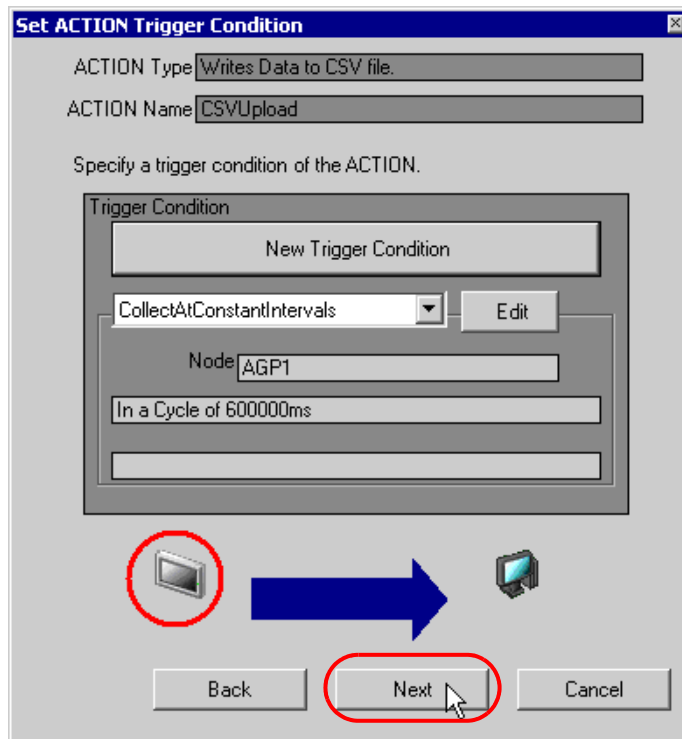 Set ACTION Trigger Condition
ACTION Type Writes Data to CSV file.
ACTION Name CSVUpload
Specify a trigger condition of the ACTION.
Trigger Condition
New Trigger Condition
CollectAtConstantIntervals Edit
Node AGP1
In a Cycle of 600000ms
Back Next Cancel